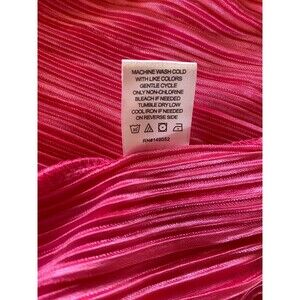 MACHINE WASH COLD
WITH LIKE COLORS
GENTLE CYCLE
ONLY NON-CHLORINE
BLEACH IF NEEDED
TUMBLE DRY LOW
COOL IRON IF NEEDED
ON REVERSE SIDE
RN#149052